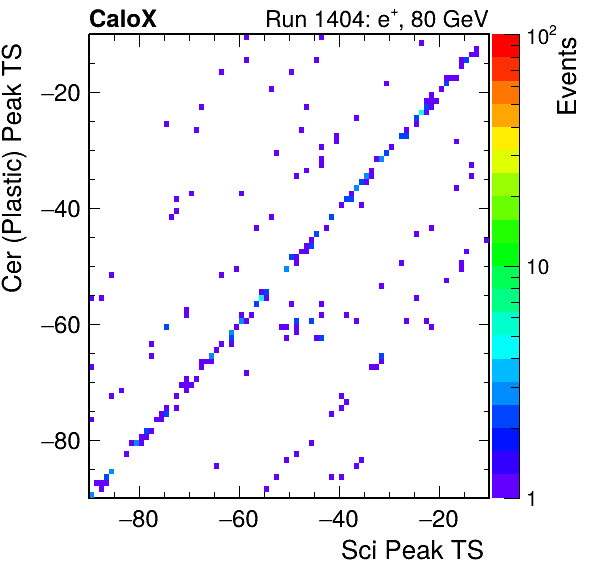 CaloX Run 1404: e⁺, 80 GeV
Cer (Plastic) Peak TS
−20
−40
−60
−80
−80 −60 −40 −20
Sci Peak TS
10²
10
1
Events